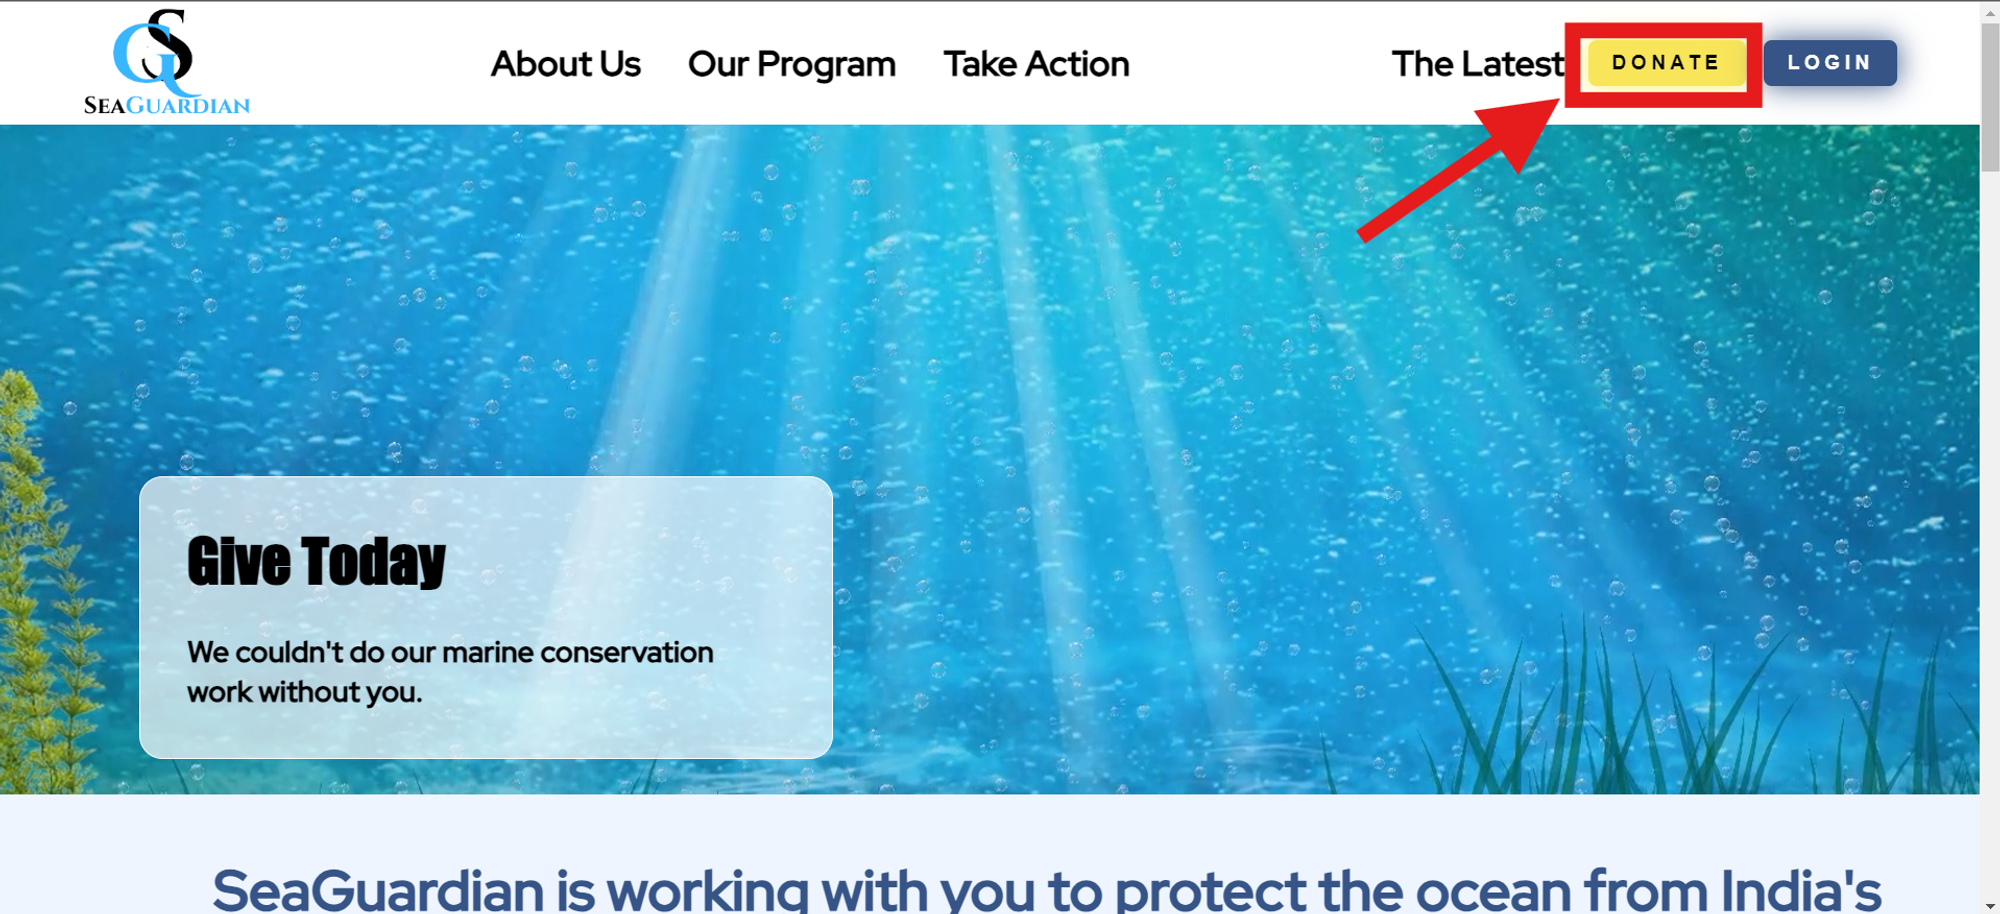 GS
SEAGUARDIAN
About Us
Our Program
Take Action
The Latest
DONATE
LOGIN
Give Today
We couldn't do our marine conservation
work without you.
SeaGuardian is working with you to protect the ocean from India's